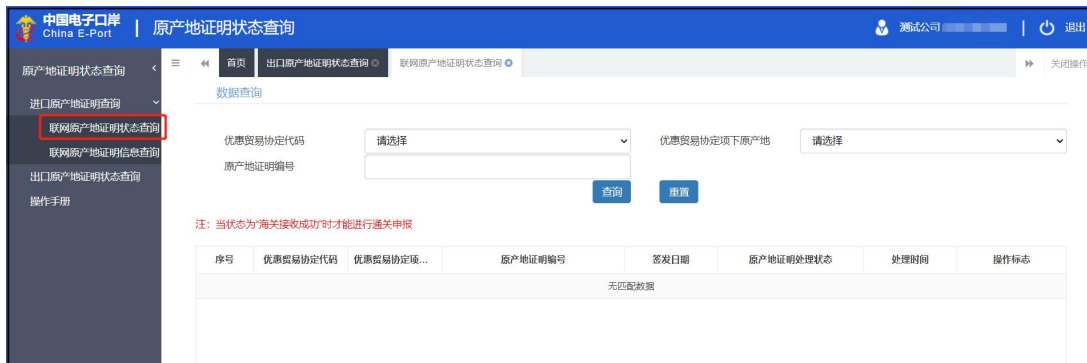 中国电子口岸
China E-Port
原产地证明状态查询
测试公司
退出
原产地证明状态查询
首页
出口原产地证明状态查询
联网原产地证明状态查询
关闭操作
进口原产地证明查询
联网原产地证明状态查询
联网原产地证明信息查询
出口原产地证明状态查询
操作手册
数据查询
优惠贸易协定代码 请选择 优惠贸易协定项下原产地 请选择
原产地证明编号
查询 重置
注：当状态为“海关接收成功”时才能进行通关申报
序号 优惠贸易协定代码 优惠贸易协定项... 原产地证明编号 签发日期 原产地证明处理状态 处理时间 操作标志
无匹配数据